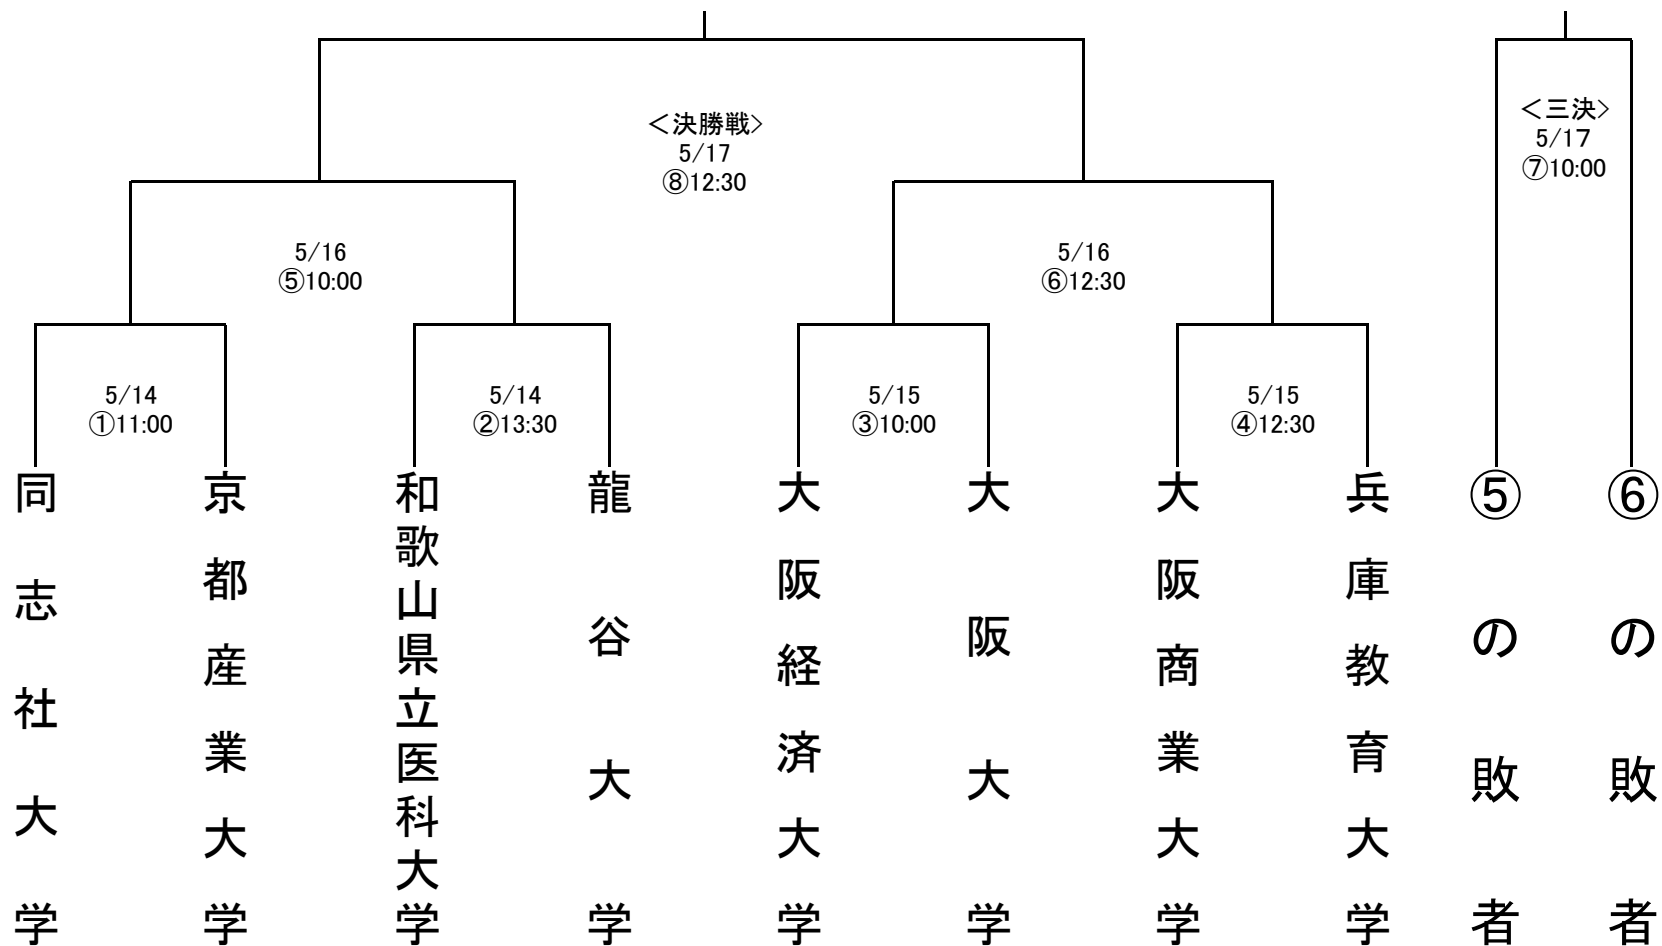 ＜決勝戦＞
5/17
⑧12:30
＜三決＞
5/17
⑦10:00
5/16
⑤10:00
5/16
⑥12:30
5/14
①11:00
5/14
②13:30
5/15
③10:00
5/15
④12:30
同志社大学
京都産業大学
和歌山県立医科大学
龍谷大学
大阪経済大学
大阪大学
大阪商業大学
兵庫教育大学
⑤の敗者
⑥の敗者